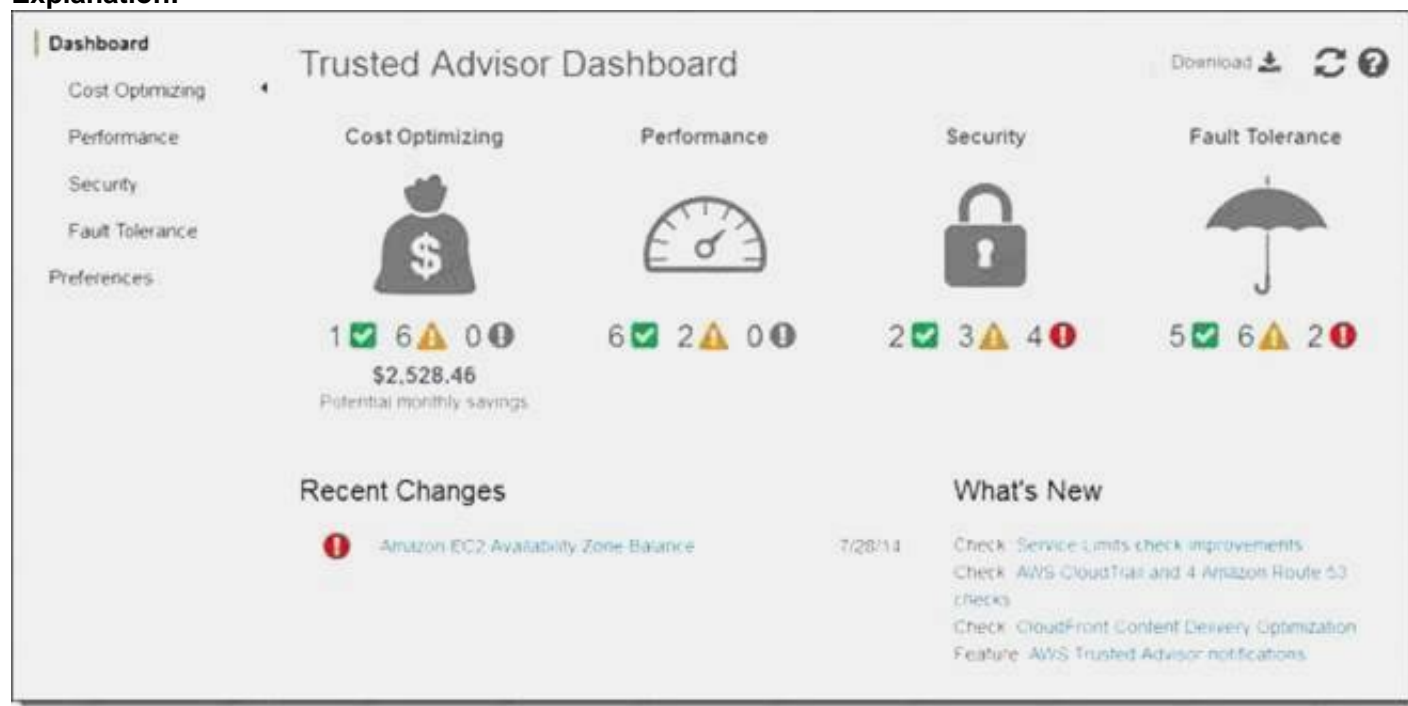 Explanation:
Dashboard
Cost Optimizing
Performance
Security
Fault Tolerance
Preferences
Trusted Advisor Dashboard
Download
Cost Optimizing
Performance
Security
Fault Tolerance
$
1 6 0
6 2 0
2 3 4
5 6 2
$2,528.46
Potential monthly savings
Recent Changes
Amazon EC2 Availability Zone Balance 7/28/14
What's New
Check Service Limits check improvements
Check AWS CloudTrail and 4 Amazon Route 53
checks
Check CloudFront Content Delivery Optimization
Feature AWS Trusted Advisor notifications